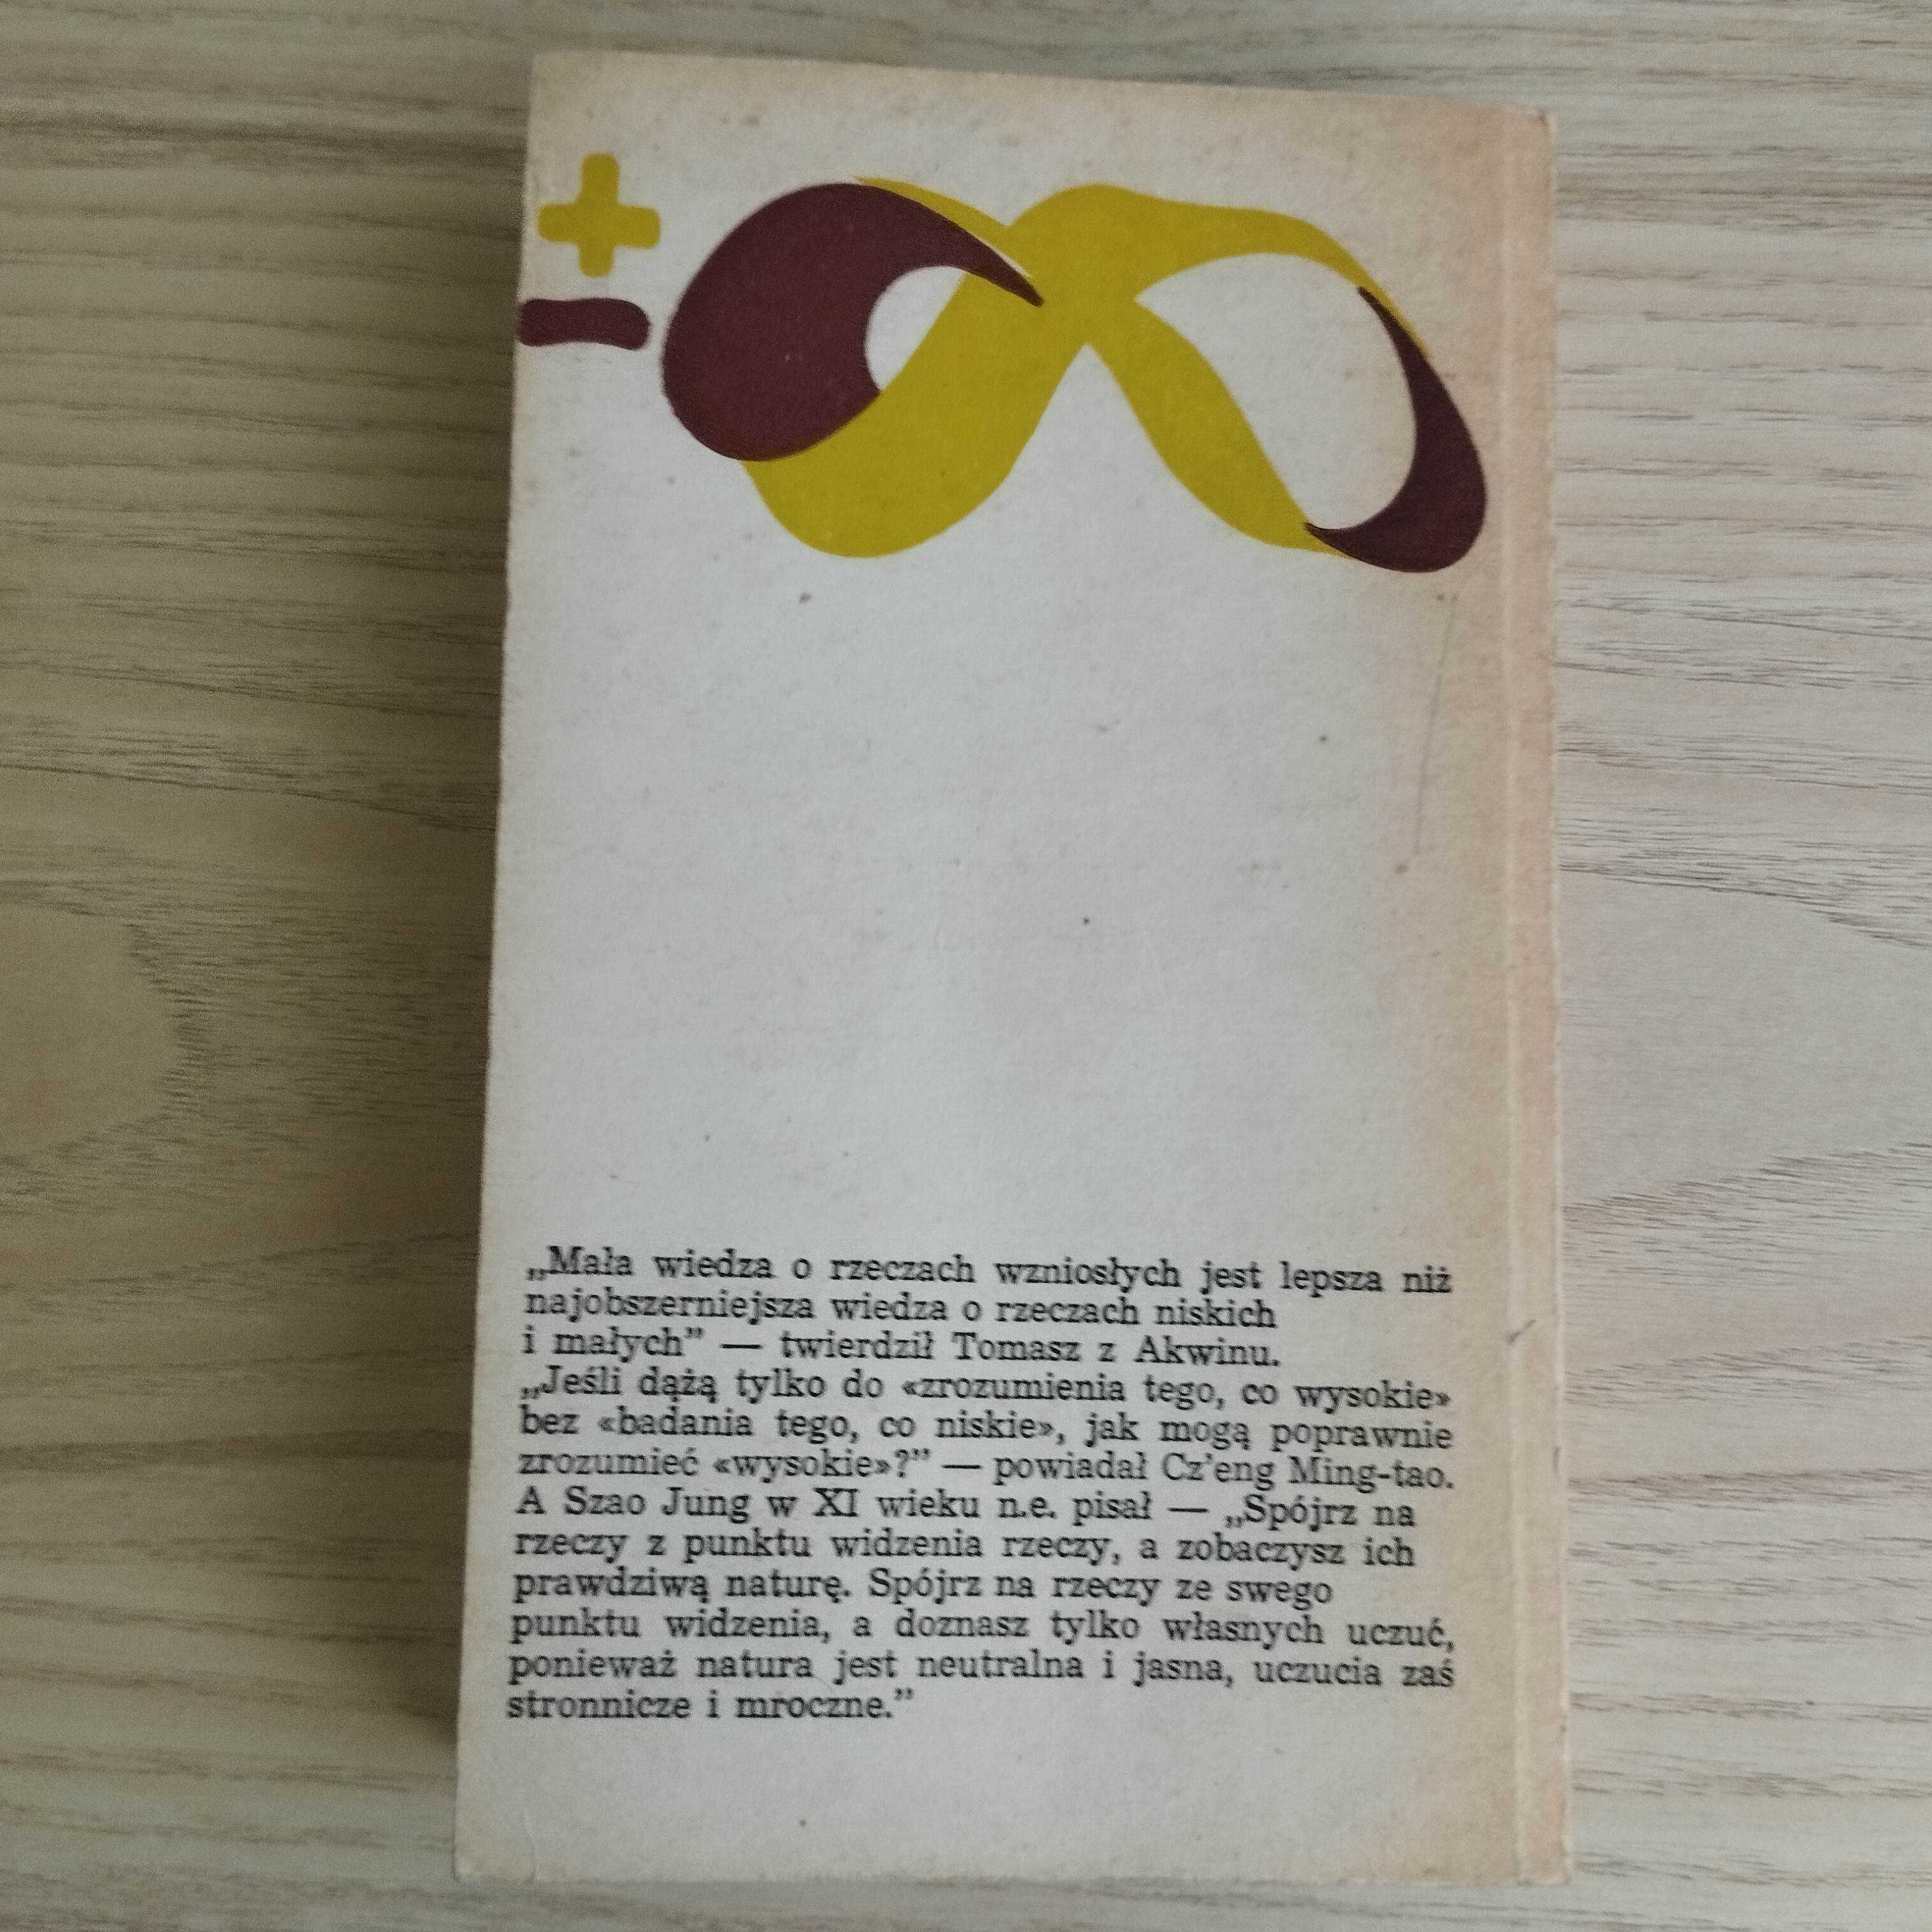 +
-
„Mała wiedza o rzeczach wzniosłych jest lepsza niż
najobszerniejsza wiedza o rzeczach niskich
i małych” — twierdził Tomasz z Akwinu.
„Jeśli dążą tylko do «zrozumienia tego, co wysokie»
bez «badania tego, co niskie», jak mogą poprawnie
zrozumieć «wysokie»?” — powiadał Cz’eng Ming-tao.
A Szao Jung w XI wieku n.e. pisał — „Spójrz na
rzeczy z punktu widzenia rzeczy, a zobaczysz ich
prawdziwą naturę. Spójrz na rzeczy ze swego
punktu widzenia, a doznasz tylko własnych uczuć,
ponieważ natura jest neutralna i jasna, uczucia zaś
stronnicze i mroczne.”